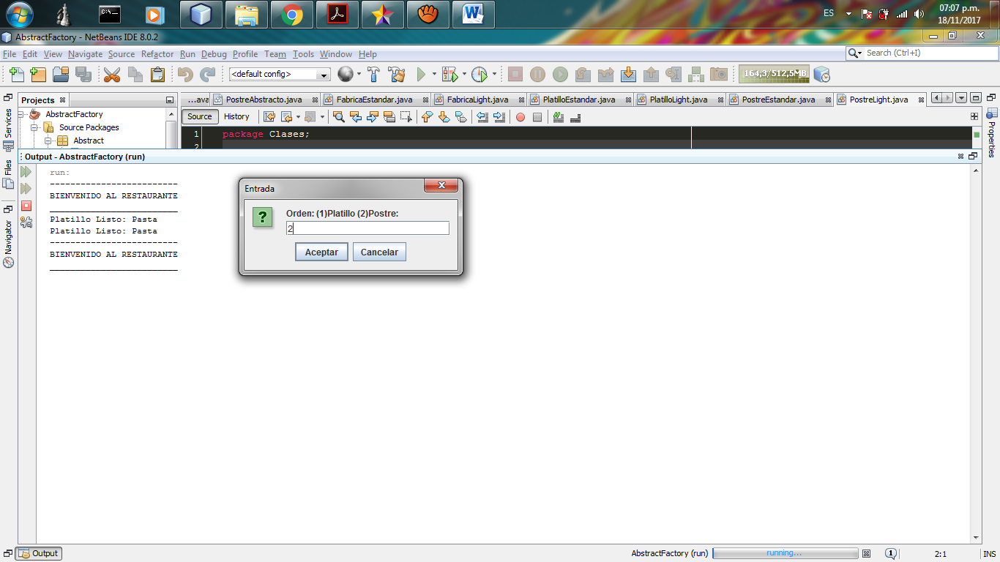 ES
07:07 p.m.
18/11/2017
AbstractFactory - NetBeans IDE 8.0.2
File Edit View Navigate Source Refactor Run Debug Profile Team Tools Window Help
Search (Ctrl+I)
<default config>
164,3/512,5MB
Projects
...ava PostreAbstracto.java FabricaEstandar.java FabricaLight.java PlatilloEstandar.java PlatilloLight.java PostreEstandar.java PostreLight.java
AbstractFactory
Source Packages
Abstract
Source History
1 package Clases;
2
Services
Files
Navigator
Properties
Output - AbstractFactory (run)
run:
-------------------------
BIENVENIDO AL RESTAURANTE
_________________________
Platillo Listo: Pasta
Platillo Listo: Pasta
-------------------------
BIENVENIDO AL RESTAURANTE
_________________________
Entrada
Orden: (1)Platillo (2)Postre:
2
Aceptar Cancelar
Output
AbstractFactory (run) running... 1 2:1 INS